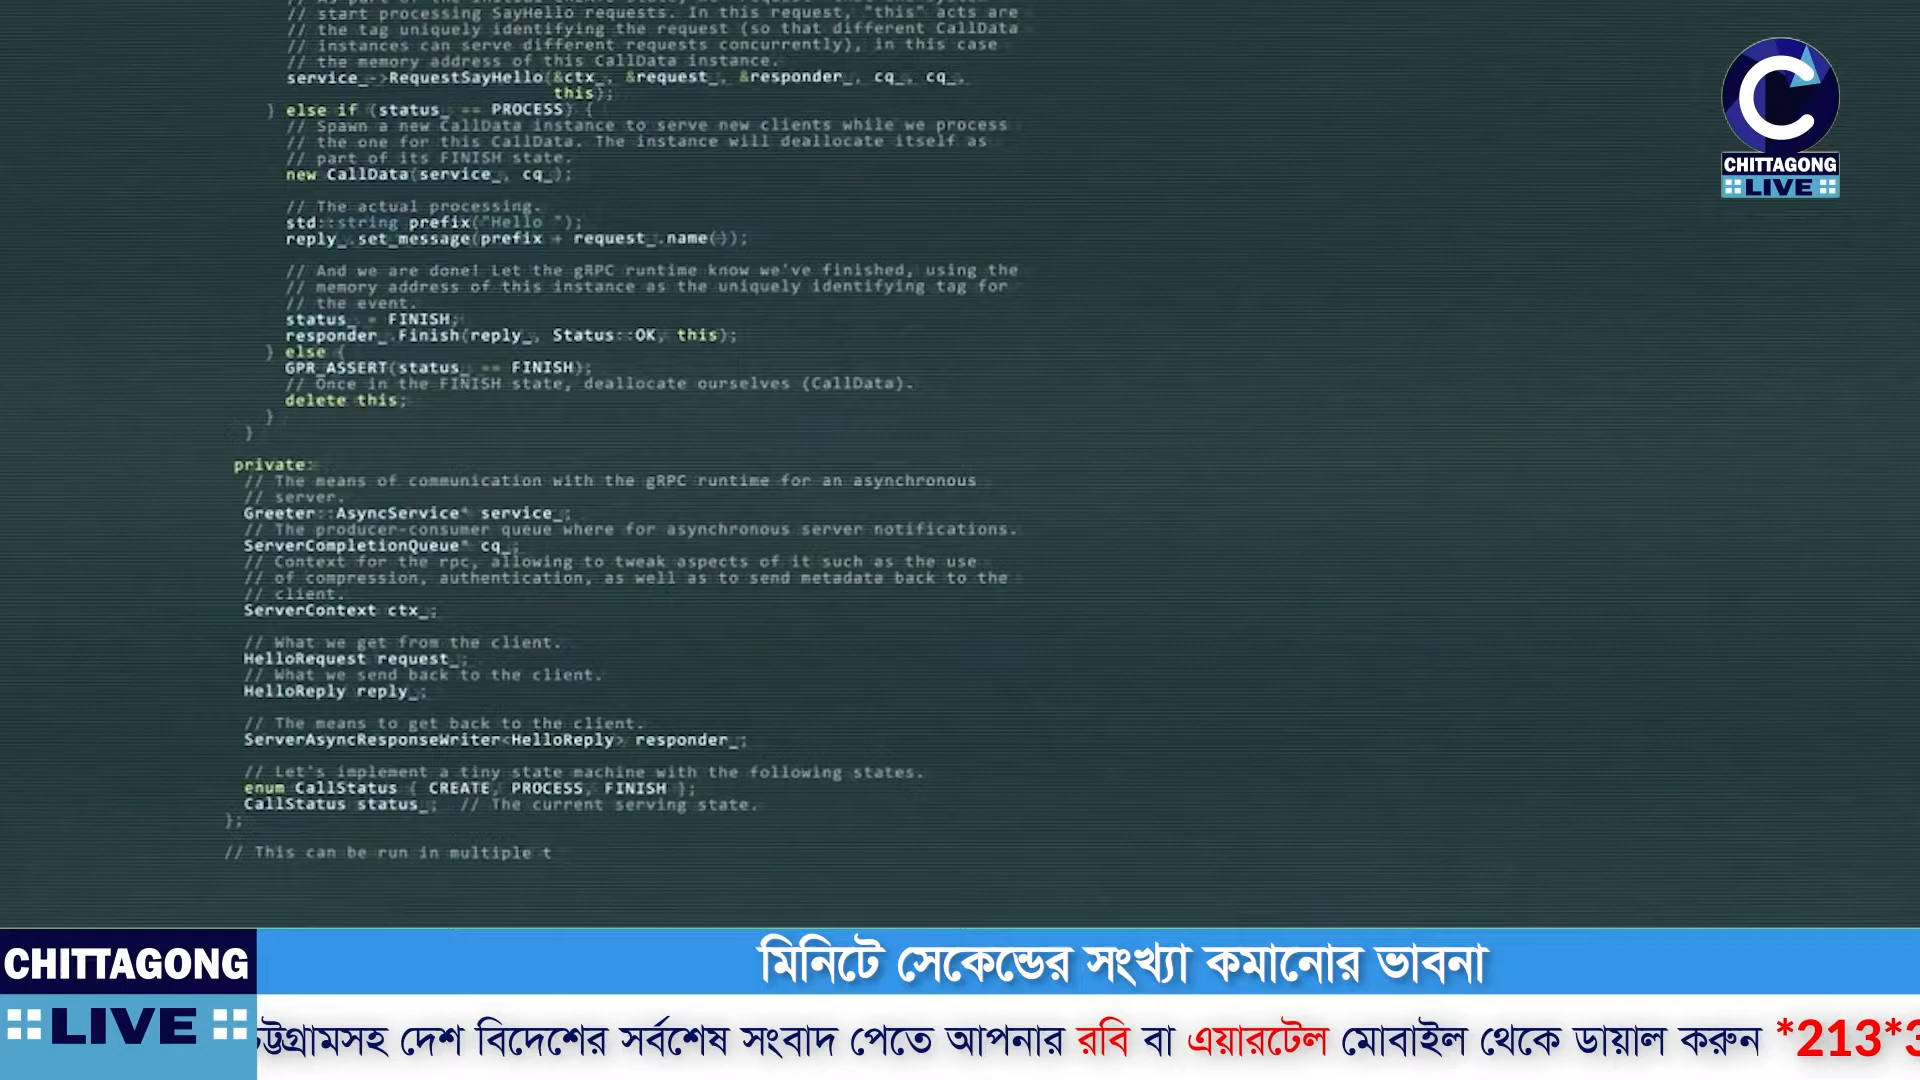 // start processing SayHello requests. In this request, "this" acts are
// the tag uniquely identifying the request (so that different CallData
// instances can serve different requests concurrently), in this case
// the memory address of this CallData instance.
service_->RequestSayHello(&ctx_, &request_, &responder_, cq_, cq_,
this);
} else if (status_ == PROCESS) {
// Spawn a new CallData instance to serve new clients while we process
// the one for this CallData. The instance will deallocate itself as
// part of its FINISH state.
new CallData(service_, cq_);
// The actual processing.
std::string prefix("Hello ");
reply_.set_message(prefix + request_.name());
// And we are done! Let the gRPC runtime know we've finished, using the
// memory address of this instance as the uniquely identifying tag for
// the event.
status_ = FINISH;
responder_.Finish(reply_, Status::OK, this);
} else {
GPR_ASSERT(status_ == FINISH);
// Once in the FINISH state, deallocate ourselves (CallData).
delete this;
}
}
private:
// The means of communication with the gRPC runtime for an asynchronous
// server.
Greeter::AsyncService* service_;
// The producer-consumer queue where for asynchronous server notifications.
ServerCompletionQueue* cq_;
// Context for the rpc, allowing to tweak aspects of it such as the use
// of compression, authentication, as well as to send metadata back to the
// client.
ServerContext ctx_;
// What we get from the client.
HelloRequest request_;
// What we send back to the client.
HelloReply reply_;
// The means to get back to the client.
ServerAsyncResponseWriter<HelloReply> responder_;
// Let's implement a tiny state machine with the following states.
enum CallStatus { CREATE, PROCESS, FINISH };
CallStatus status_; // The current serving state.
};
// This can be run in multiple t
CHITTAGONG
LIVE
CHITTAGONG
LIVE
মিনিটে সেকেন্ডের সংখ্যা কমানোর ভাবনা
ট্টগ্রামসহ দেশ বিদেশের সর্বশেষ সংবাদ পেতে আপনার রবি বা এয়ারটেল মোবাইল থেকে ডায়াল করুন *213*3